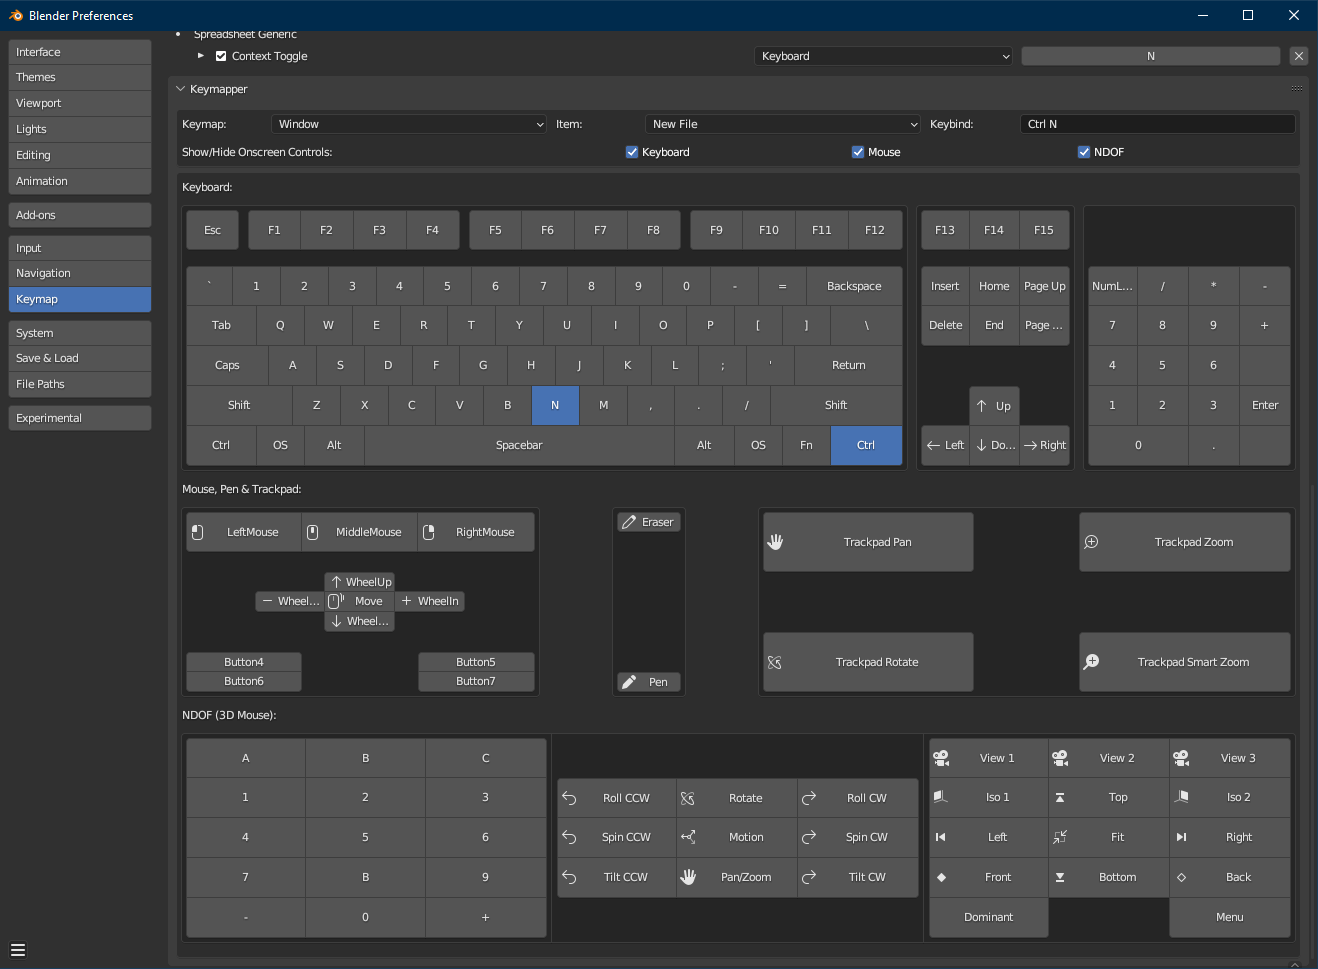 Blender Preferences
Interface
Themes
Viewport
Lights
Editing
Animation
Add-ons
Input
Navigation
Keymap
System
Save & Load
File Paths
Experimental
Spreadsheet Generic
Context Toggle Keyboard N
Keymapper
Keymap: Window Item: New File Keybind: Ctrl N
Show/Hide Onscreen Controls: Keyboard Mouse NDOF
Keyboard:
Esc F1 F2 F3 F4 F5 F6 F7 F8 F9 F10 F11 F12 F13 F14 F15
` 1 2 3 4 5 6 7 8 9 0 - = Backspace Insert Home Page Up NumL... / * -
Tab Q W E R T Y U I O P [ ] \ Delete End Page ... 7 8 9 +
Caps A S D F G H J K L ; ' Return 4 5 6
Shift Z X C V B N M , . / Shift Up 1 2 3 Enter
Ctrl OS Alt Spacebar Alt OS Fn Ctrl Left Do... Right 0 .
Mouse, Pen & Trackpad:
LeftMouse MiddleMouse RightMouse
WheelUp
Wheel... Move WheelIn
Wheel...
Button4 Button5
Button6 Button7
Eraser
Pen
Trackpad Pan Trackpad Zoom
Trackpad Rotate Trackpad Smart Zoom
NDOF (3D Mouse):
A B C
1 2 3
4 5 6
7 B 9
- 0 +
Roll CCW Rotate Roll CW
Spin CCW Motion Spin CW
Tilt CCW Pan/Zoom Tilt CW
View 1 View 2 View 3
Iso 1 Top Iso 2
Left Fit Right
Front Bottom Back
Dominant Menu